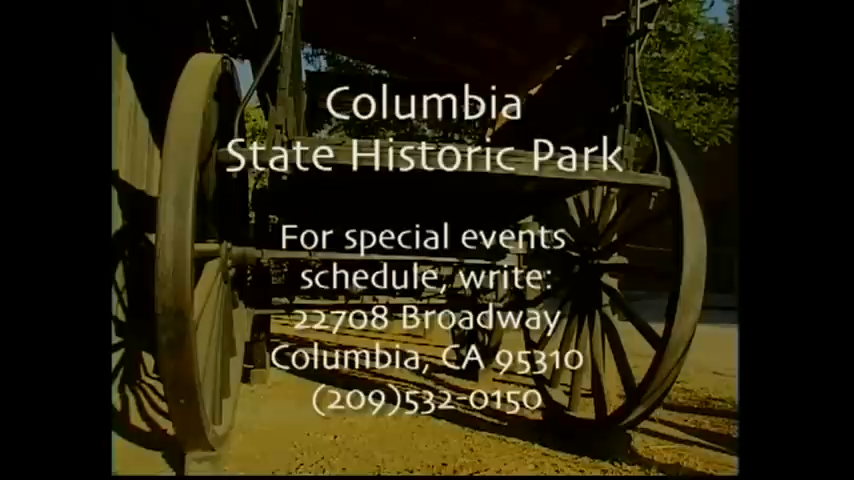 Columbia
State Historic Park
For special events
schedule, write:
22708 Broadway
Columbia, CA 95310
(209)532-0150